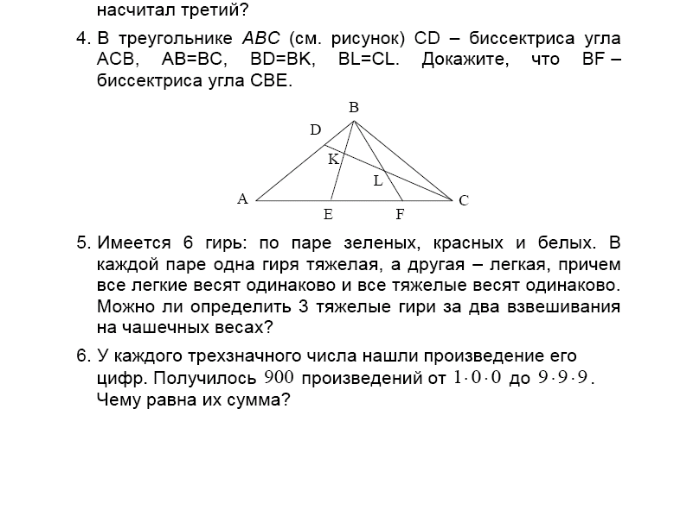 насчитал третий?
4. В треугольнике ABC (см. рисунок) CD – биссектриса угла
ACB, AB=BC, BD=BK, BL=CL. Докажите, что BF –
биссектриса угла CBE.
B
D
K
L
A
C
E
F
5. Имеется 6 гирь: по паре зеленых, красных и белых. В
каждой паре одна гиря тяжелая, а другая – легкая, причем
все легкие весят одинаково и все тяжелые весят одинаково.
Можно ли определить 3 тяжелые гири за два взвешивания
на чашечных весах?
6. У каждого трехзначного числа нашли произведение его
цифр. Получилось 900 произведений от 1·0·0 до 9·9·9.
Чему равна их сумма?